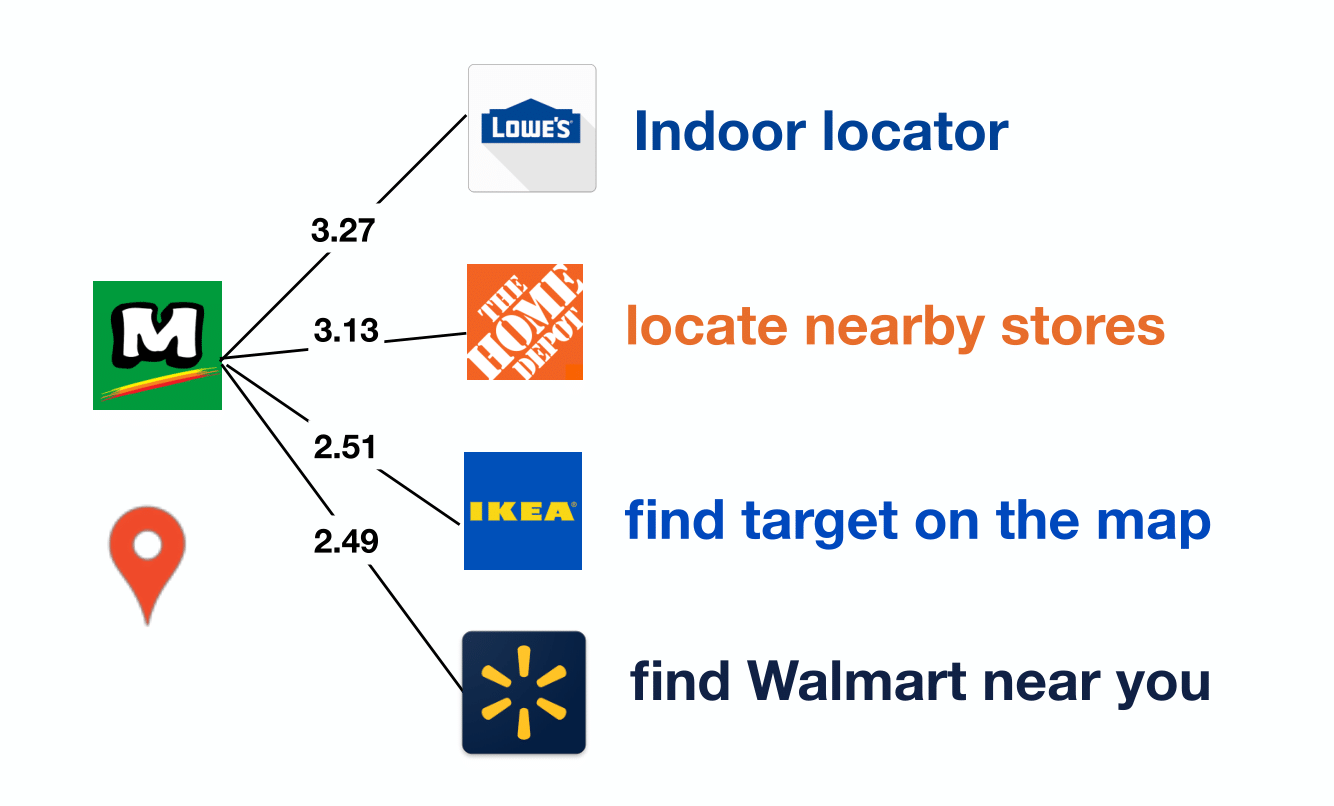 LOWE'S
Indoor locator
3.27
M
THE
HOME
DEPOT
locate nearby stores
3.13
2.51
IKEA®
find target on the map
2.49
find Walmart near you